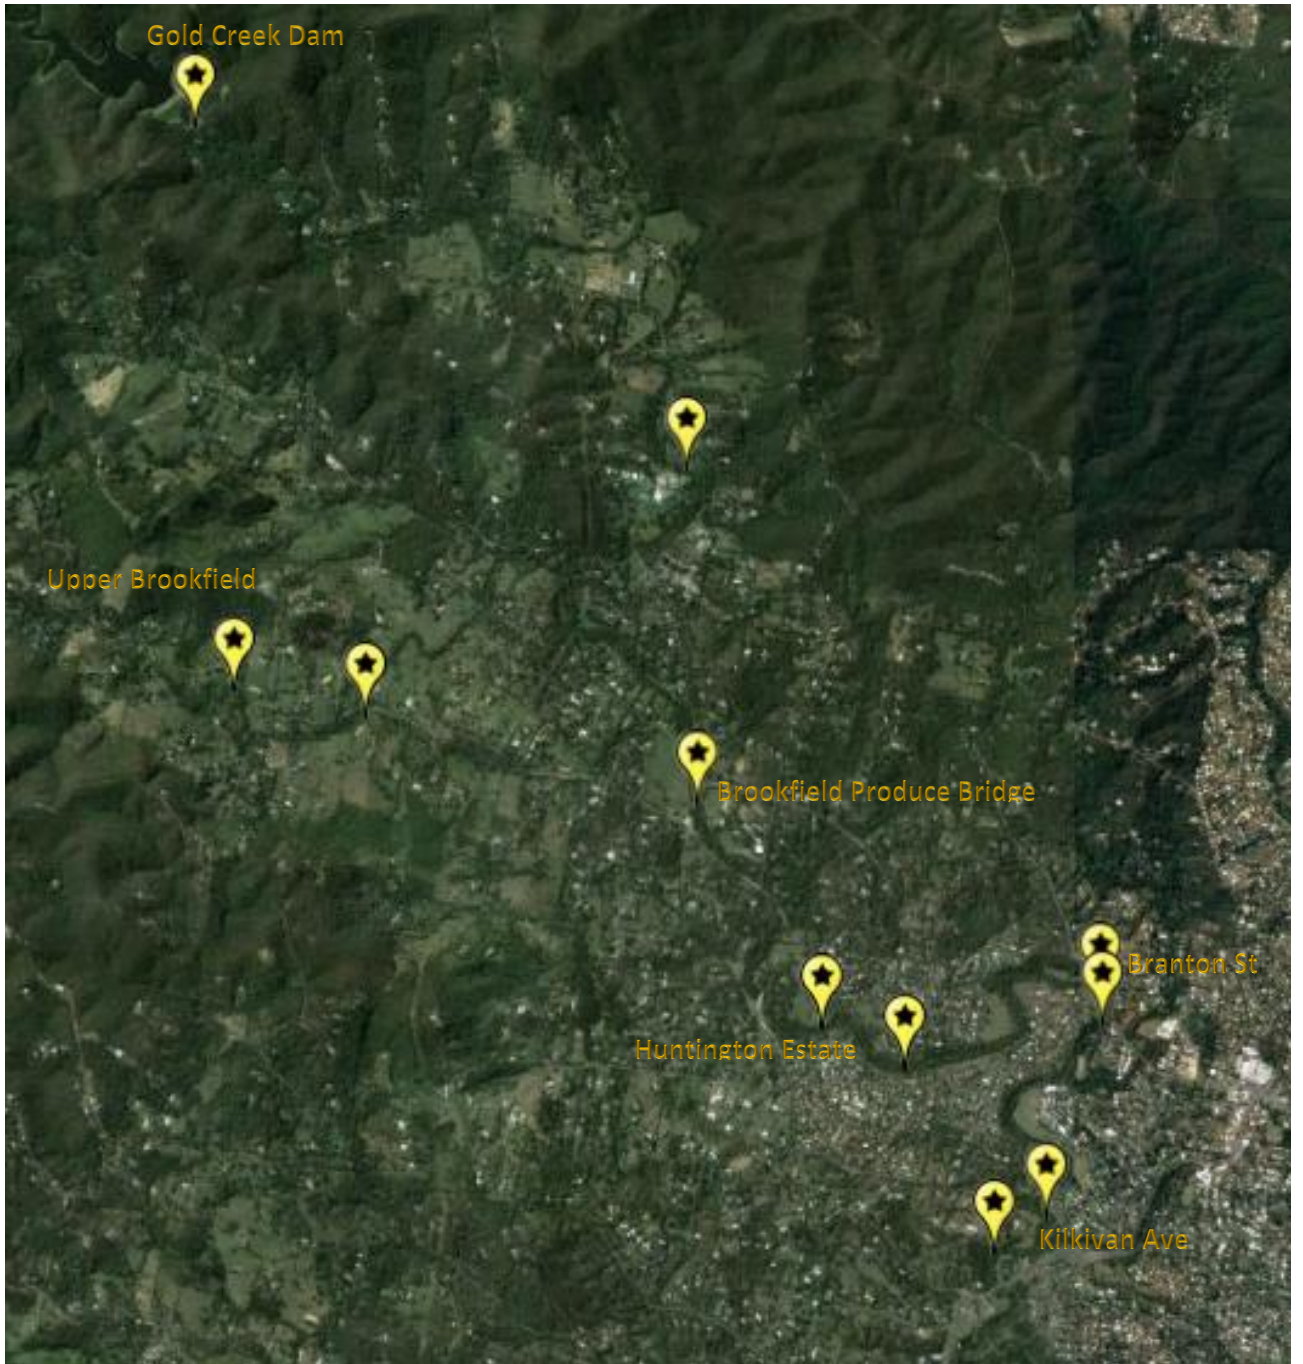 Gold Creek Dam
Upper Brookfield
Brookfield Produce Bridge
Branton St
Huntington Estate
Kilkivan Ave